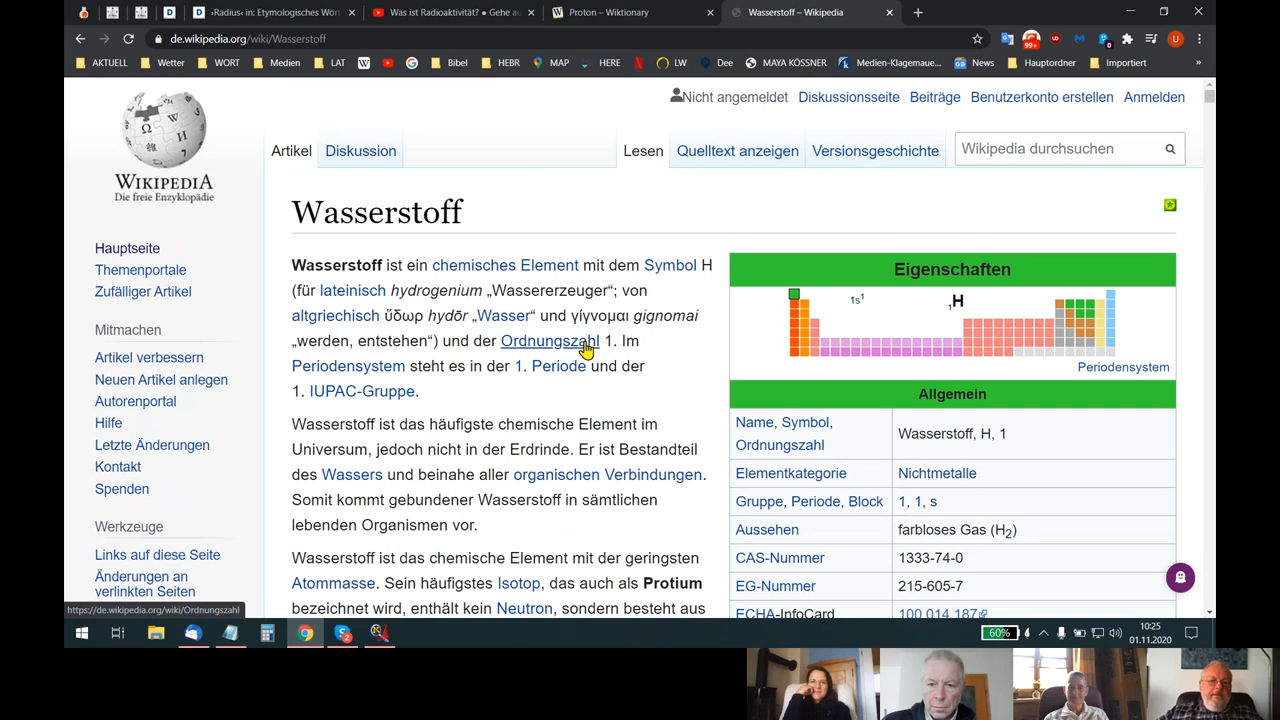 ›Radius‹ in: Etymologisches Wört
Was ist Radioaktivität? ● Gehe au
Proton – Wiktionary
Wasserstoff – Wikipedia
de.wikipedia.org/wiki/Wasserstoff
99+
0
U
AKTUELL Wetter WORT Medien LAT Bibel HEBR MAP HERE LW Dee MAYA KÖSSNER Medien-Klagemaue... News Hauptordner Importiert »
Nicht angemeldet Diskussionsseite Beiträge Benutzerkonto erstellen Anmelden
Artikel Diskussion Lesen Quelltext anzeigen Versionsgeschichte Wikipedia durchsuchen
WIKIPEDIA
Die freie Enzyklopädie
Hauptseite
Themenportale
Zufälliger Artikel
Mitmachen
Artikel verbessern
Neuen Artikel anlegen
Autorenportal
Hilfe
Letzte Änderungen
Kontakt
Spenden
Werkzeuge
Links auf diese Seite
Änderungen an
verlinkten Seiten
Wasserstoff
Wasserstoff ist ein chemisches Element mit dem Symbol H
(für lateinisch hydrogenium „Wassererzeuger“; von
altgriechisch ὕδωρ hydōr „Wasser“ und γίγνομαι gignomai
„werden, entstehen“) und der Ordnungszahl 1. Im
Periodensystem steht es in der 1. Periode und der
1. IUPAC-Gruppe.
Wasserstoff ist das häufigste chemische Element im
Universum, jedoch nicht in der Erdrinde. Er ist Bestandteil
des Wassers und beinahe aller organischen Verbindungen.
Somit kommt gebundener Wasserstoff in sämtlichen
lebenden Organismen vor.
Wasserstoff ist das chemische Element mit der geringsten
Atommasse. Sein häufigstes Isotop, das auch als Protium
bezeichnet wird, enthält kein Neutron, sondern besteht aus
Eigenschaften
1s¹ ₁H
Periodensystem
Allgemein
Name, Symbol,
Ordnungszahl
Wasserstoff, H, 1
Elementkategorie Nichtmetalle
Gruppe, Periode, Block 1, 1, s
Aussehen farbloses Gas (H₂)
CAS-Nummer 1333-74-0
EG-Nummer 215-605-7
ECHA-InfoCard 100.014.187
https://de.wikipedia.org/wiki/Ordnungszahl
60%
10:25
01.11.2020